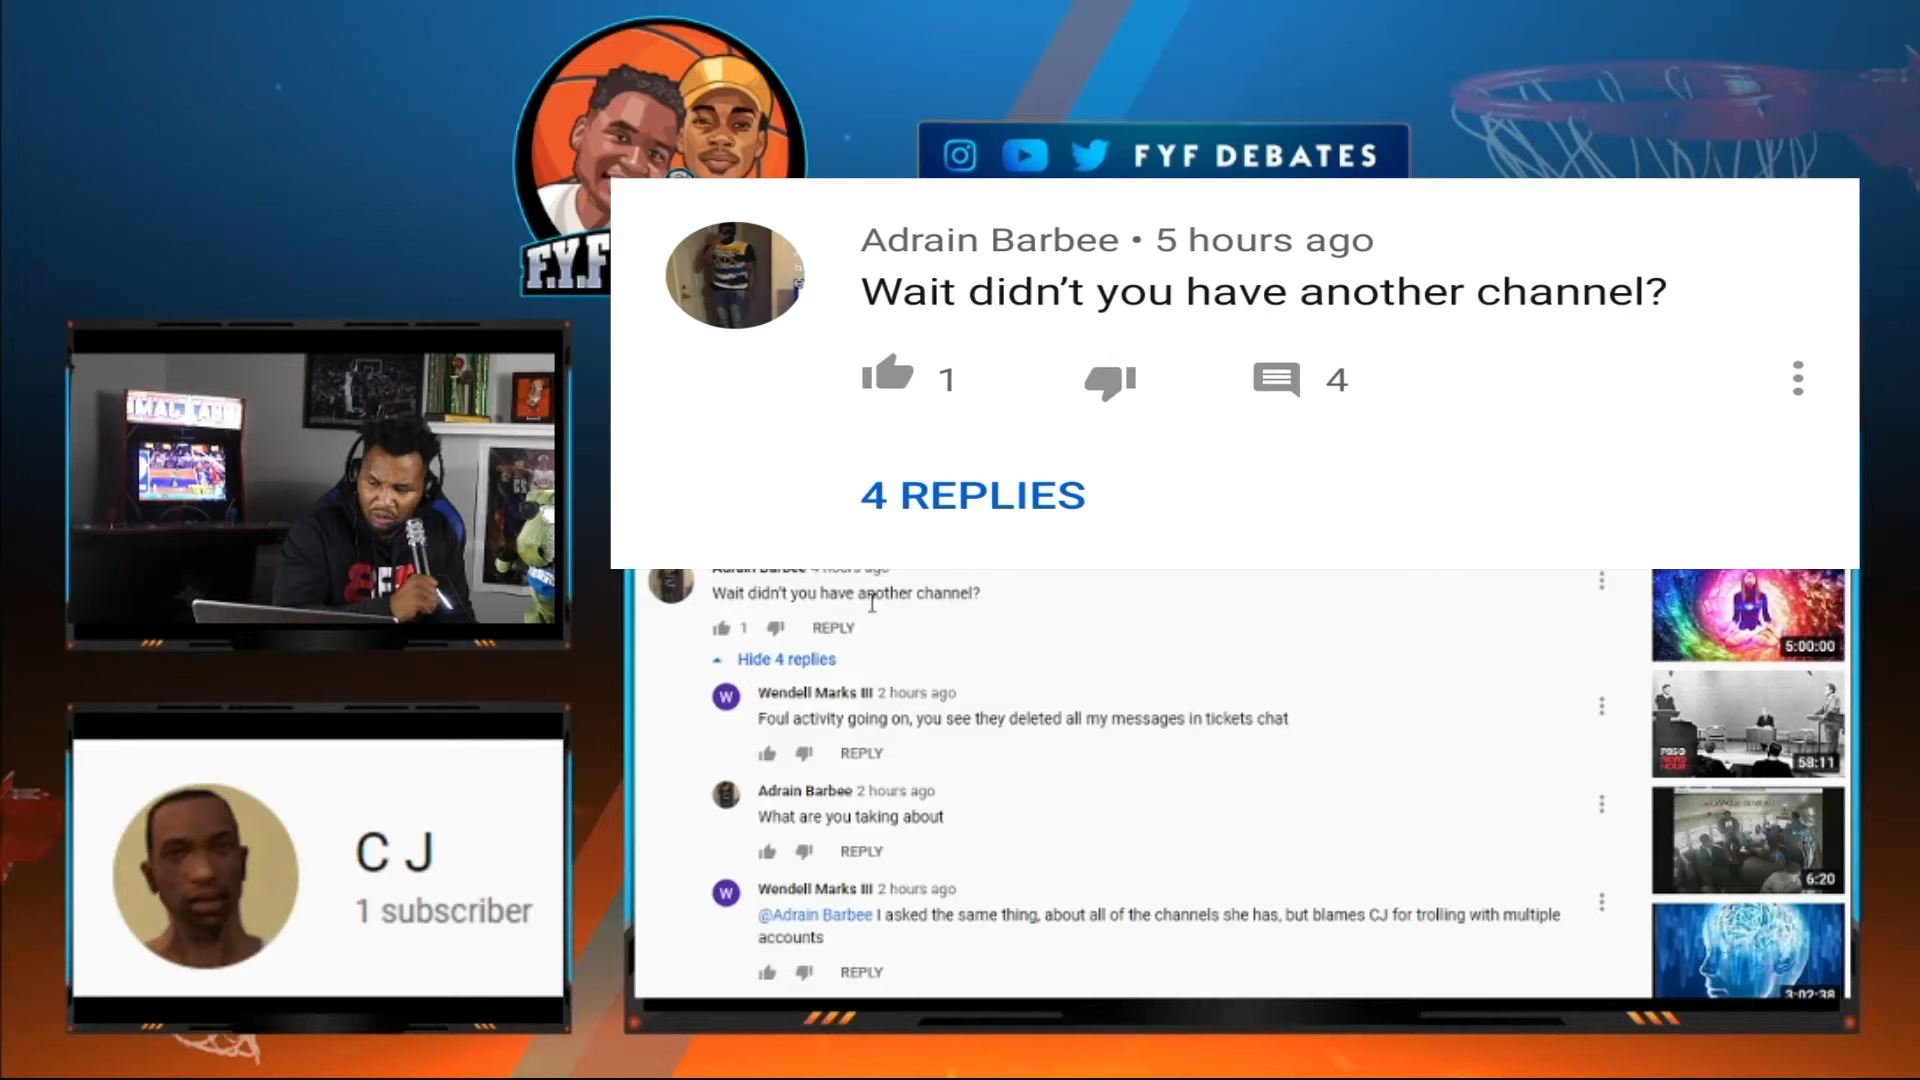 FYF DEBATES
F.Y.F
Adrain Barbee • 5 hours ago
Wait didn't you have another channel?
1
4
4 REPLIES
Adrain Barbee 4 hours ago
Wait didn't you have another channel?
1 REPLY
Hide 4 replies
W
Wendell Marks III 2 hours ago
Foul activity going on, you see they deleted all my messages in tickets chat
REPLY
Adrain Barbee 2 hours ago
What are you taking about
REPLY
W
Wendell Marks III 2 hours ago
@Adrain Barbee I asked the same thing, about all of the channels she has, but blames CJ for trolling with multiple
accounts
REPLY
5:00:00
58:11
6:20
3:02:38
C J
1 subscriber